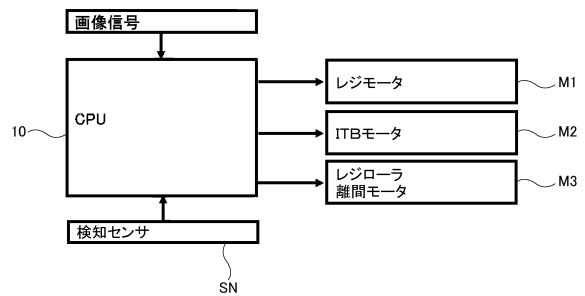 画像信号
CPU
10
検知センサ
SN
レジモータ
M1
ITBモータ
M2
レジローラ
離間モータ
M3